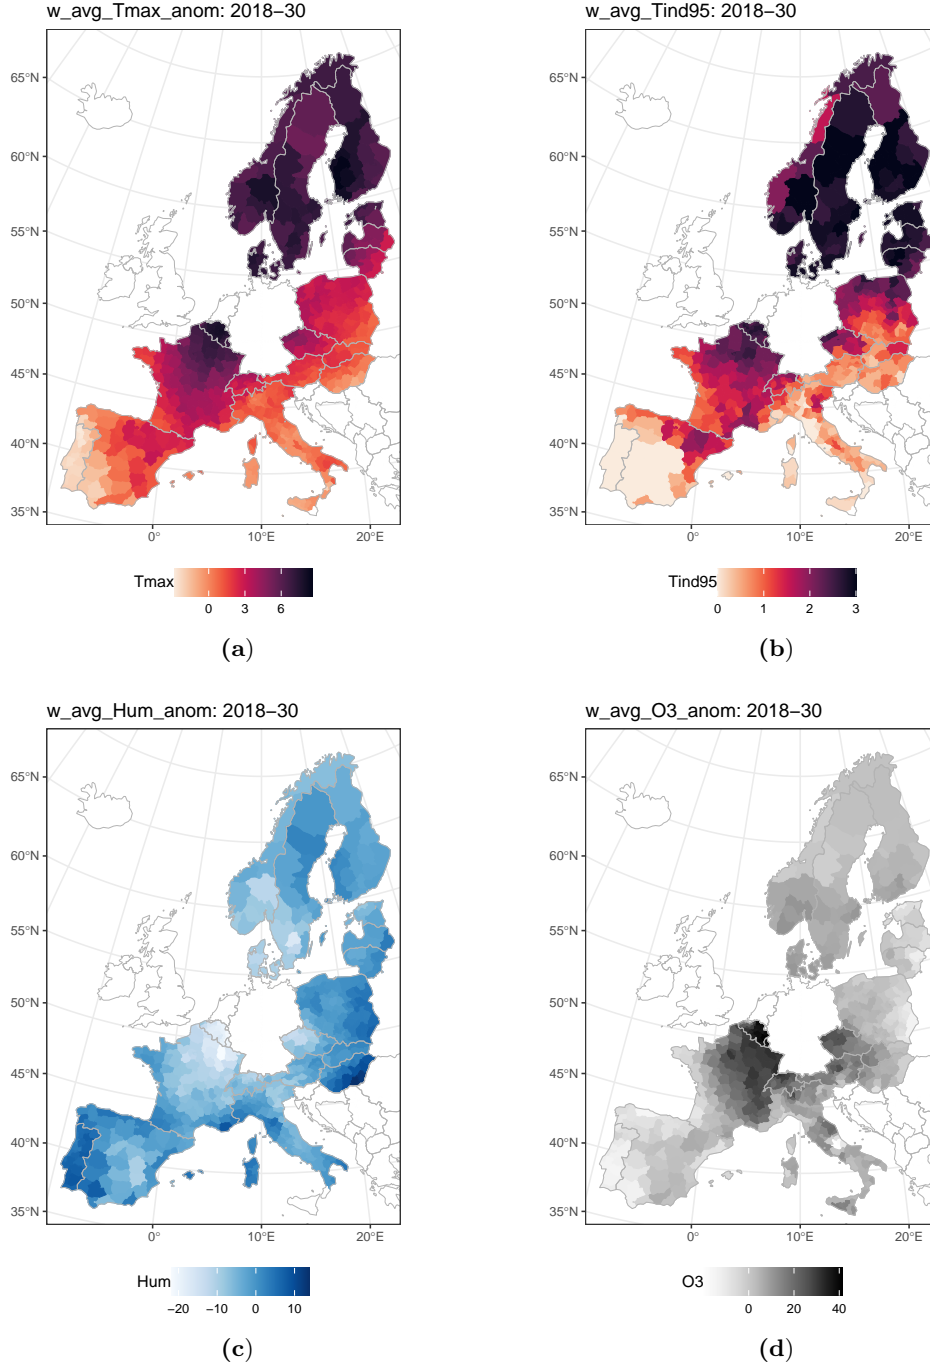 w_avg_Tmax_anom: 2018−30
65°N
60°N
55°N
50°N
45°N
40°N
35°N
0°
10°E
20°E
Tmax
0
3
6
(a)
w_avg_Tind95: 2018−30
65°N
60°N
55°N
50°N
45°N
40°N
35°N
0°
10°E
20°E
Tind95
0
1
2
3
(b)
w_avg_Hum_anom: 2018−30
65°N
60°N
55°N
50°N
45°N
40°N
35°N
0°
10°E
20°E
Hum
−20
−10
0
10
(c)
w_avg_O3_anom: 2018−30
65°N
60°N
55°N
50°N
45°N
40°N
35°N
0°
10°E
20°E
O3
0
20
40
(d)